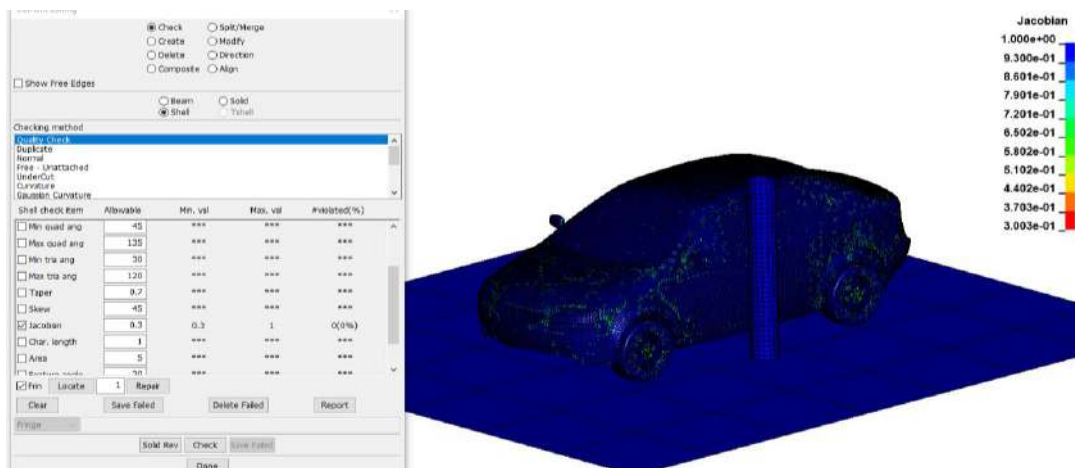 Check Split/Merge
Create Modify
Delete Direction
Composite Align
Show Free Edges
Beam Solid
Shell Tshell
Checking method
Quality Check
Duplicate
Normal
Free - Unattached
UnderCut
Curvature
Gaussian Curvature
Shell check item Allowable Min. val Max. val #violated(%)
Min quad ang 45 *** *** ***
Max quad ang 135 *** *** ***
Min tria ang 30 *** *** ***
Max tria ang 120 *** *** ***
Taper 0.7 *** *** ***
Skew 45 *** *** ***
Jacobian 0.3 0.3 1 0(0%)
Char. length 1 *** *** ***
Area 5 *** *** ***
Feature angle 20 *** *** ***
Frin Locate 1 Repair
Clear Save Failed Delete Failed Report
Fringe
Solid Rev Check Save Failed
Done
Jacobian
1.000e+00
9.300e-01
8.601e-01
7.901e-01
7.201e-01
6.502e-01
5.802e-01
5.102e-01
4.402e-01
3.703e-01
3.003e-01